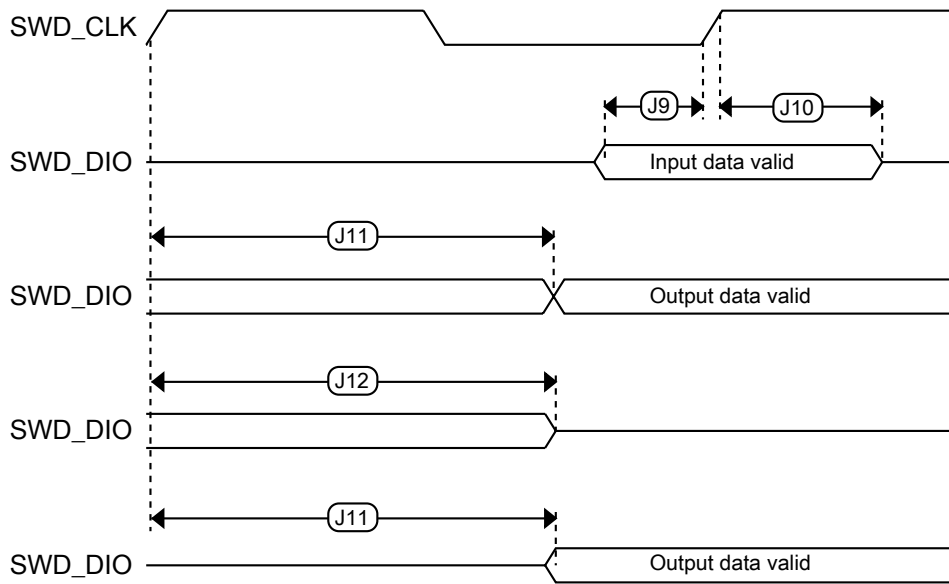 SWD_CLK
J9
J10
SWD_DIO
Input data valid
J11
SWD_DIO
Output data valid
J12
SWD_DIO
J11
SWD_DIO
Output data valid